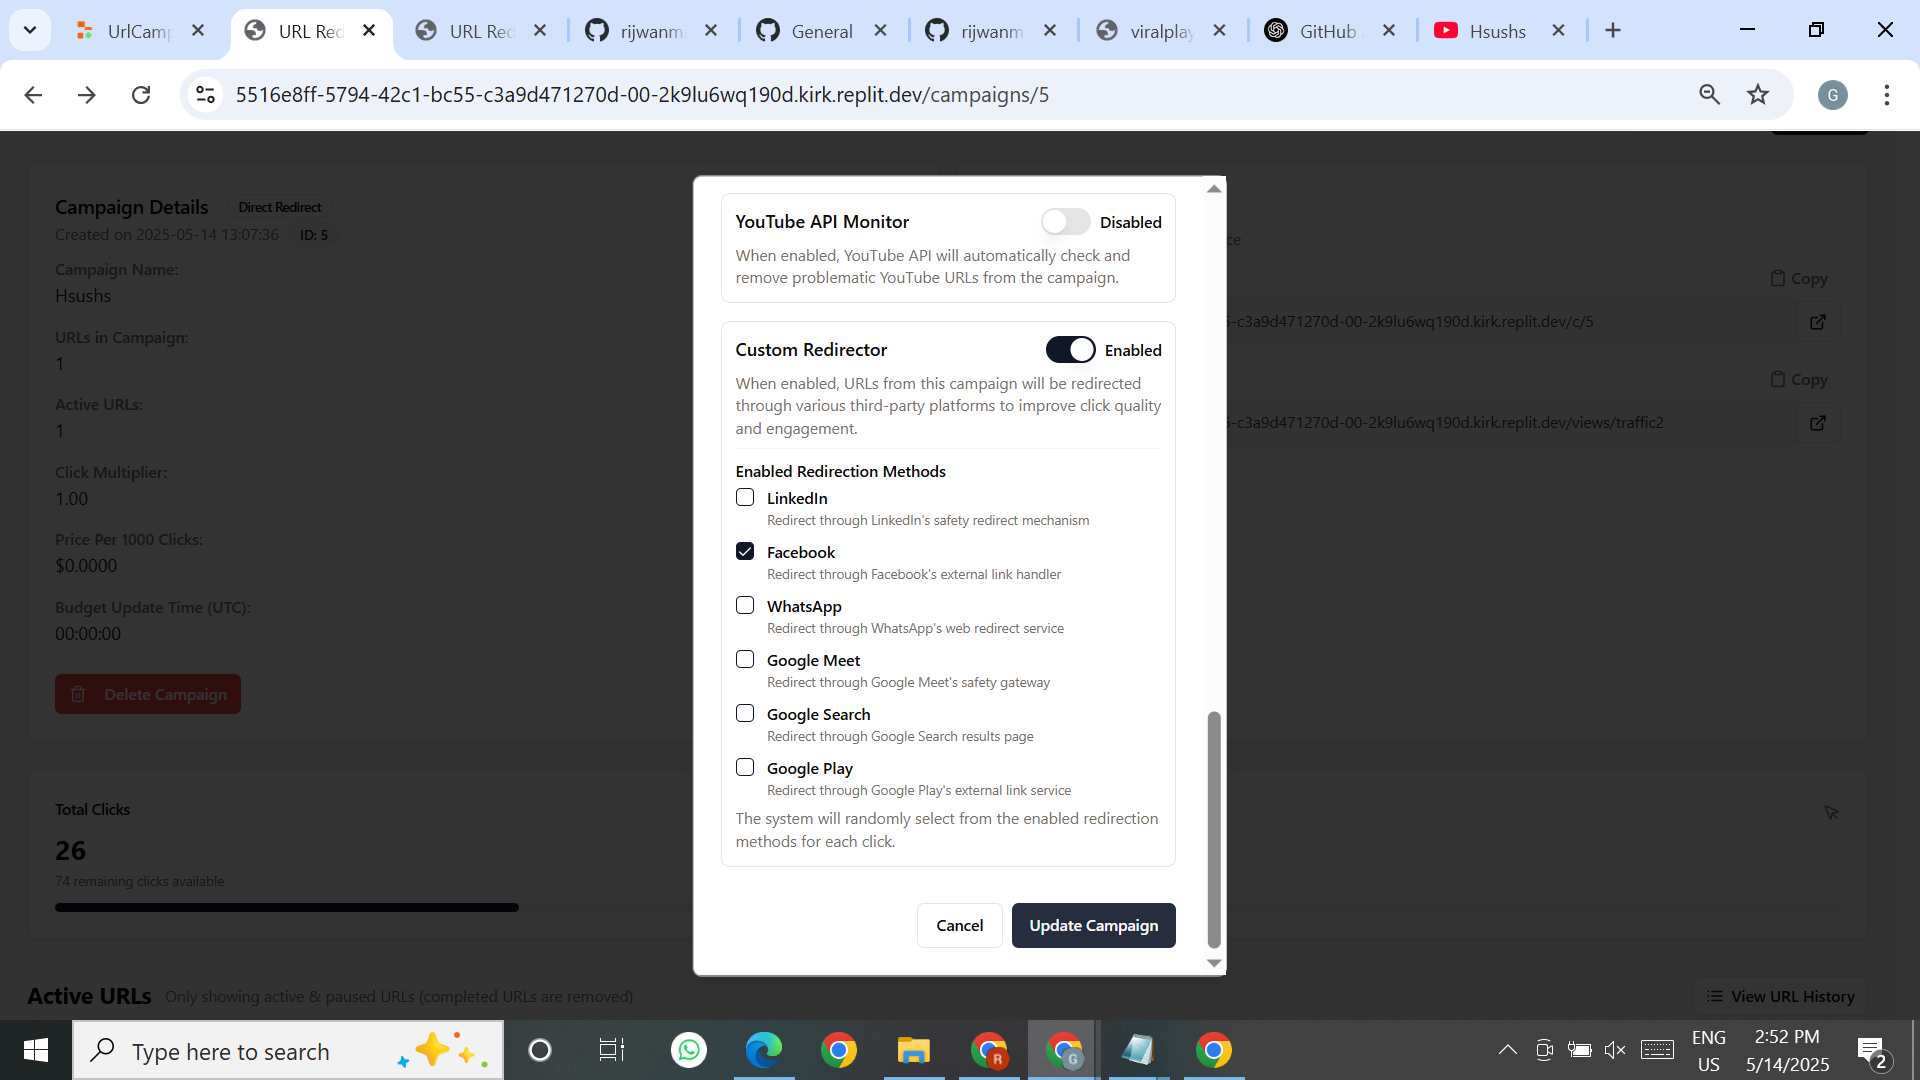 UrlCamp
URL Red
URL Red
rijwanm
General
rijwanm
viralplay
GitHub
Hsushs
5516e8ff-5794-42c1-bc55-c3a9d471270d-00-2k9lu6wq190d.kirk.replit.dev/campaigns/5
G
Campaign Details
Direct Redirect
Created on 2025-05-14 13:07:36
ID: 5
Campaign Name:
Hsushs
URLs in Campaign:
1
Active URLs:
1
Click Multiplier:
1.00
Price Per 1000 Clicks:
$0.0000
Budget Update Time (UTC):
00:00:00
Delete Campaign
YouTube API Monitor
Disabled
When enabled, YouTube API will automatically check and
remove problematic YouTube URLs from the campaign.
Custom Redirector
Enabled
When enabled, URLs from this campaign will be redirected
through various third-party platforms to improve click quality
and engagement.
Enabled Redirection Methods
LinkedIn
Redirect through LinkedIn's safety redirect mechanism
Facebook
Redirect through Facebook's external link handler
WhatsApp
Redirect through WhatsApp's web redirect service
Google Meet
Redirect through Google Meet's safety gateway
Google Search
Redirect through Google Search results page
Google Play
Redirect through Google Play's external link service
The system will randomly select from the enabled redirection
methods for each click.
Cancel
Update Campaign
Copy
-c3a9d471270d-00-2k9lu6wq190d.kirk.replit.dev/c/5
Copy
-c3a9d471270d-00-2k9lu6wq190d.kirk.replit.dev/views/traffic2
Total Clicks
26
74 remaining clicks available
Active URLs
Only showing active & paused URLs (completed URLs are removed)
View URL History
Type here to search
R
G
ENG
US
2:52 PM
5/14/2025
2